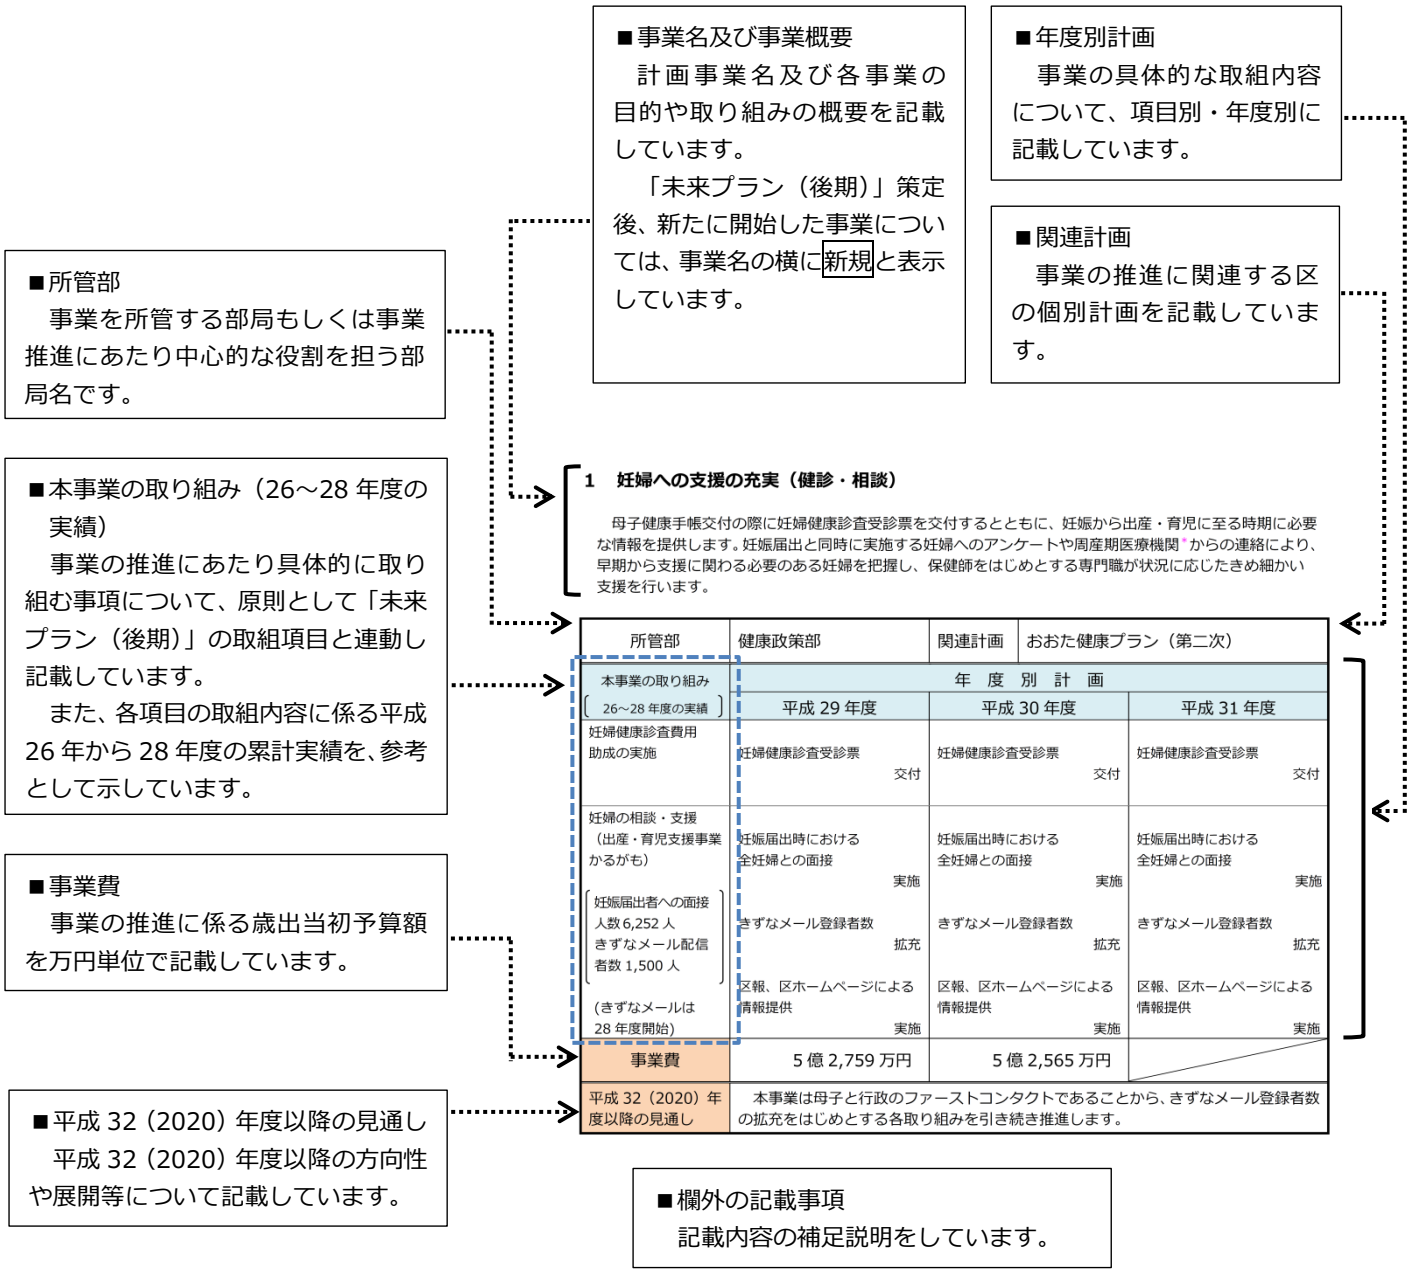 ■事業名及び事業概要
計画事業名及び各事業の
目的や取り組みの概要を記載
しています。
「未来プラン（後期）」策定
後、新たに開始した事業につい
ては、事業名の横に新規と表示
しています。
■年度別計画
事業の具体的な取組内容
について、項目別・年度別に
記載しています。
■関連計画
事業の推進に関連する区
の個別計画を記載していま
す。
■所管部
事業を所管する部局もしくは事業
推進にあたり中心的な役割を担う部
局名です。
■本事業の取り組み（26～28 年度の
実績）
事業の推進にあたり具体的に取り
組む事項について、原則として「未来
プラン（後期）」の取組項目と連動し
記載しています。
また、各項目の取組内容に係る平成
26 年から 28 年度の累計実績を、参考
として示しています。
■事業費
事業の推進に係る歳出当初予算額
を万円単位で記載しています。
■平成 32（2020）年度以降の見通し
平成 32（2020）年度以降の方向性
や展開等について記載しています。
1　妊婦への支援の充実（健診・相談）
母子健康手帳交付の際に妊婦健康診査受診票を交付するとともに、妊娠から出産・育児に至る時期に必要
な情報を提供します。妊娠届出と同時に実施する妊婦へのアンケートや周産期医療機関*からの連絡により、
早期から支援に関わる必要のある妊婦を把握し、保健師をはじめとする専門職が状況に応じたきめ細かい
支援を行います。
所管部　健康政策部　関連計画　おおた健康プラン（第二次）
本事業の取り組み　年　度　別　計　画
26～28 年度の実績　平成 29 年度　平成 30 年度　平成 31 年度
妊婦健康診査費用
助成の実施　妊婦健康診査受診票　妊婦健康診査受診票　妊婦健康診査受診票
交付　交付　交付
妊婦の相談・支援
（出産・育児支援事業　妊娠届出時における　妊娠届出時における　妊娠届出時における
かるがも）　全妊婦との面接　全妊婦との面接　全妊婦との面接
実施　実施　実施
妊娠届出者への面接
人数 6,252 人　きずなメール登録者数　きずなメール登録者数　きずなメール登録者数
きずなメール配信　拡充　拡充　拡充
者数 1,500 人
区報、区ホームページによる　区報、区ホームページによる　区報、区ホームページによる
(きずなメールは　情報提供　情報提供　情報提供
28 年度開始)　実施　実施　実施
事業費　5 億 2,759 万円　5 億 2,565 万円
平成 32（2020）年　本事業は母子と行政のファーストコンタクトであることから、きずなメール登録者数
度以降の見通し　の拡充をはじめとする各取り組みを引き続き推進します。
■欄外の記載事項
記載内容の補足説明をしています。